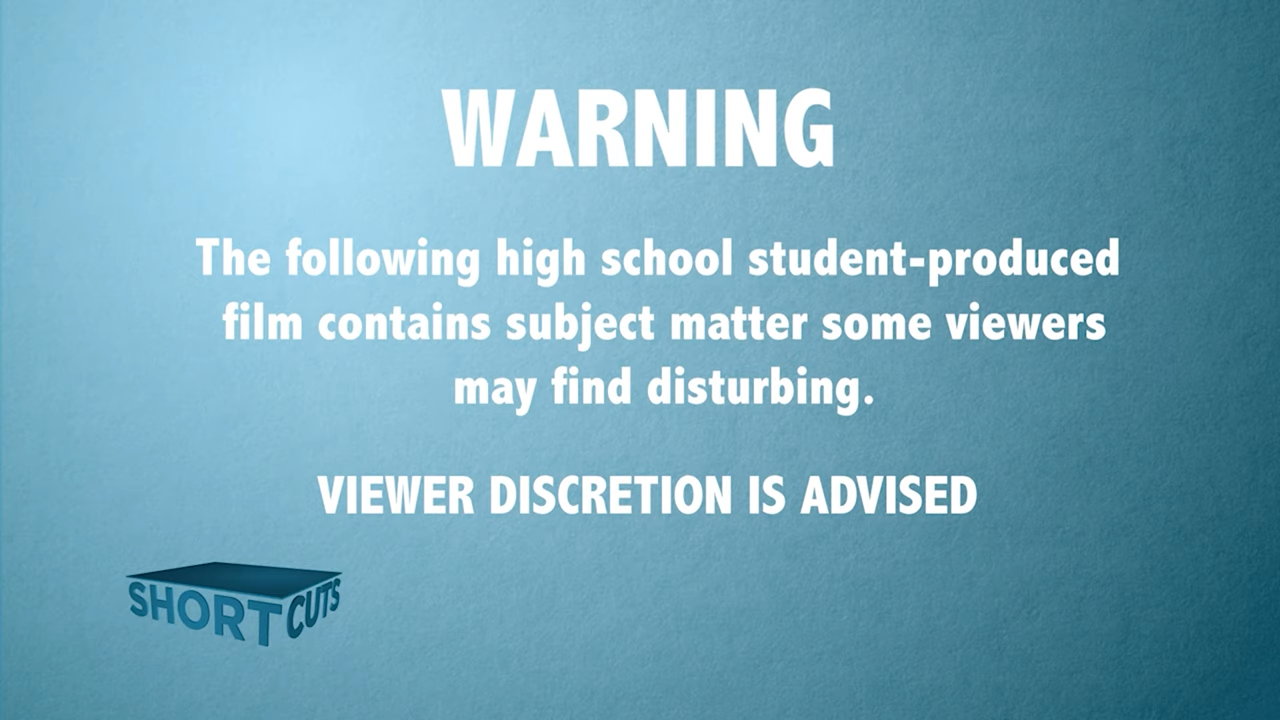 WARNING
The following high school student-produced
film contains subject matter some viewers
may find disturbing.
VIEWER DISCRETION IS ADVISED
SHORT CUTS